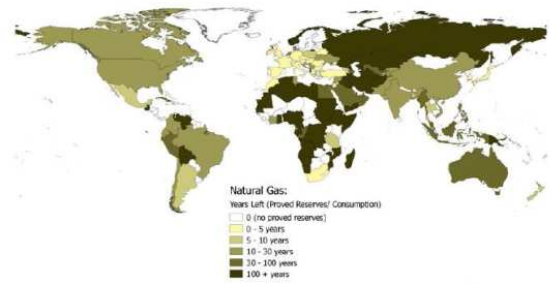 Natural Gas:
Years Left (Proved Reserves/ Consumption)
0 (no proved reserves)
0 - 5 years
5 - 10 years
10 - 30 years
30 - 100 years
100 + years